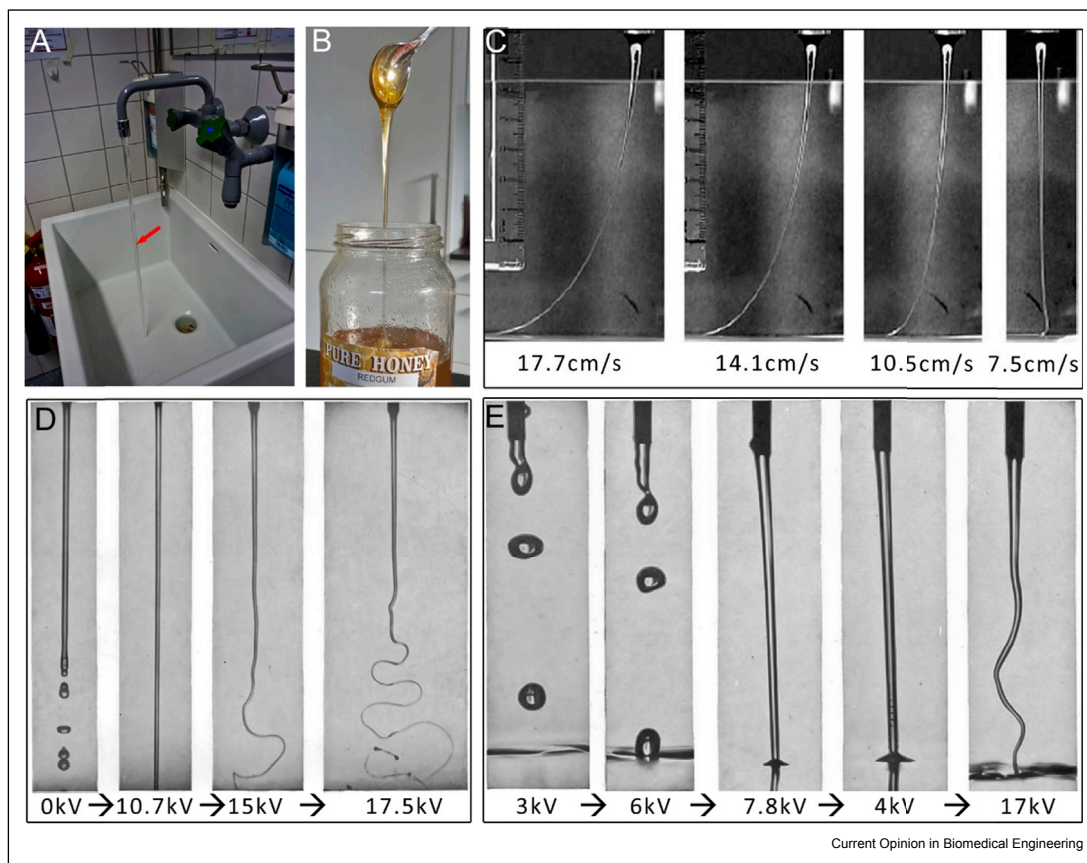 A
B
PURE HONEY
REDGUM
C
17.7cm/s
14.1cm/s
10.5cm/s
7.5cm/s
D
0kV → 10.7kV → 15kV → 17.5kV
E
3kV → 6kV → 7.8kV → 4kV → 17kV
Current Opinion in Biomedical Engineering